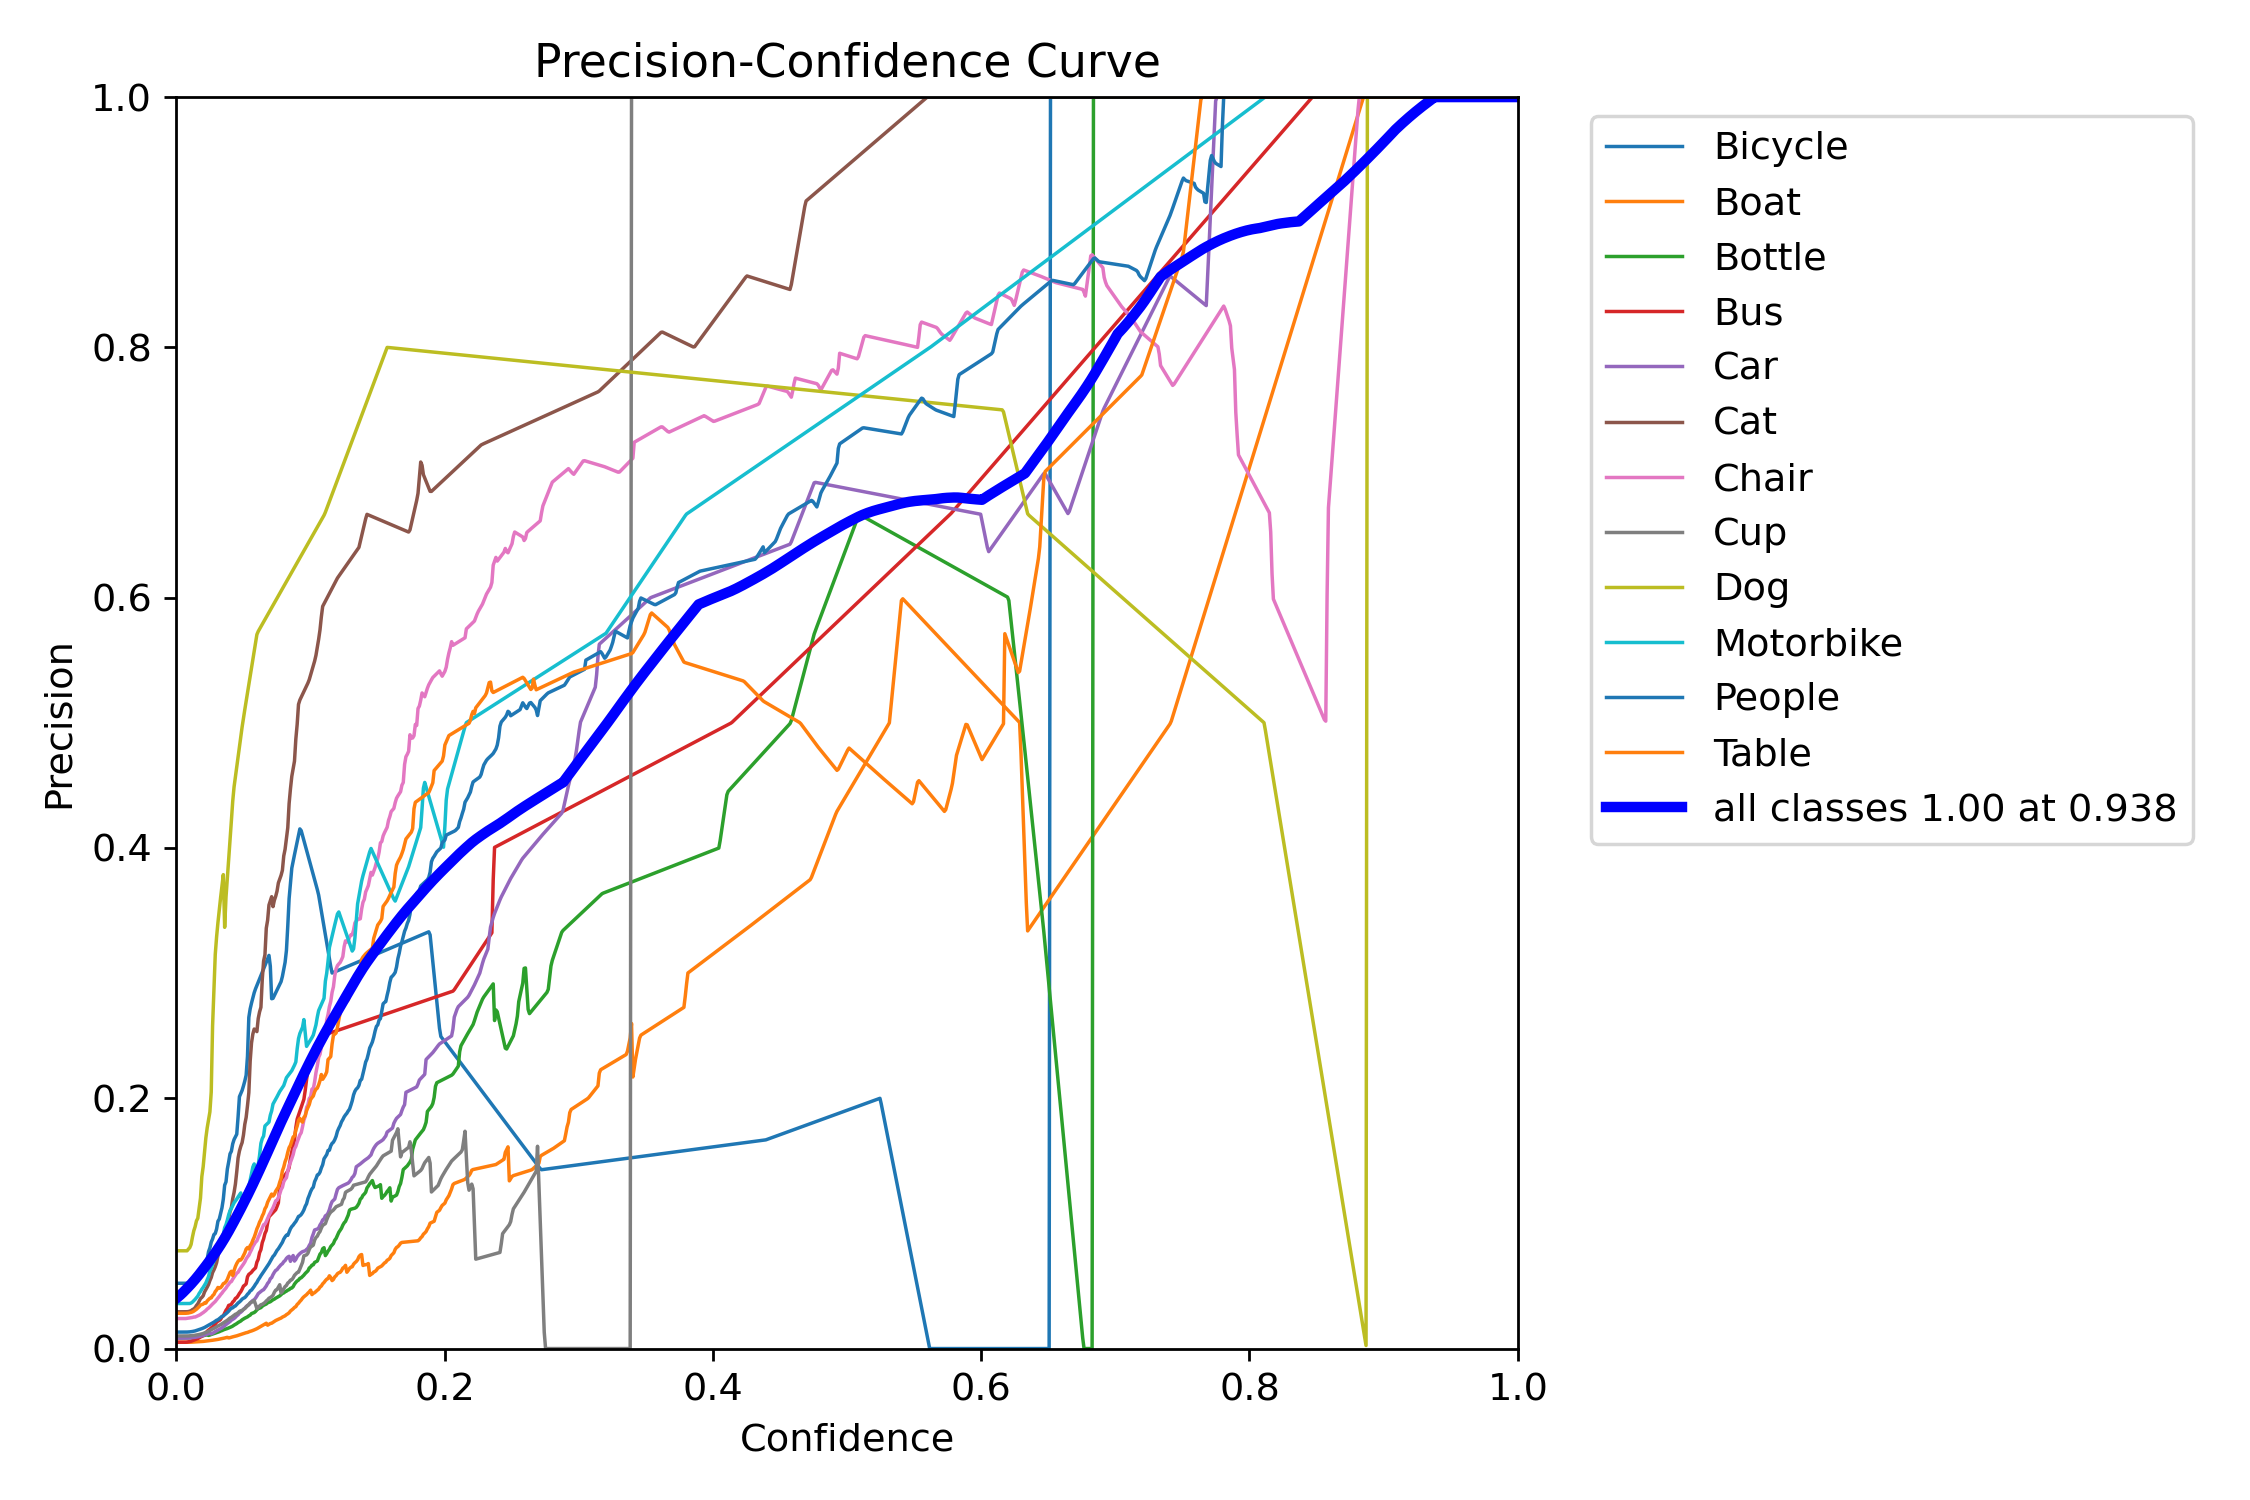 Precision-Confidence Curve
1.0
0.8
0.6
0.4
0.2
0.0
Precision
0.0 0.2 0.4 0.6 0.8 1.0
Confidence
Bicycle
Boat
Bottle
Bus
Car
Cat
Chair
Cup
Dog
Motorbike
People
Table
all classes 1.00 at 0.938